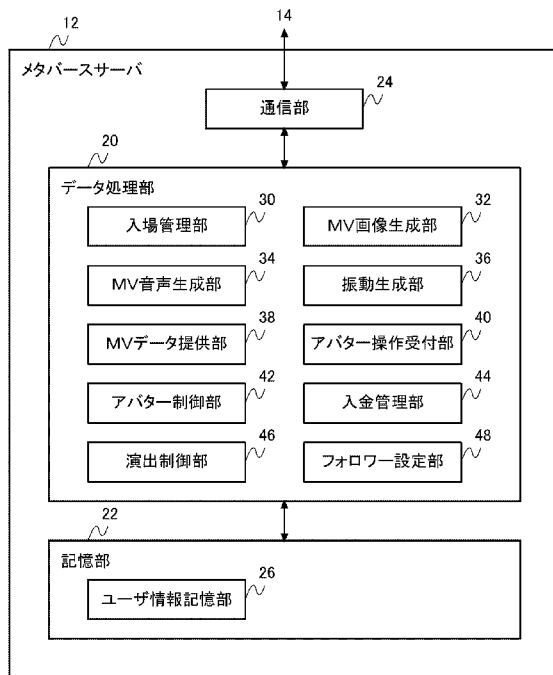 14
12
メタバースサーバ
24
通信部
20
データ処理部
30
入場管理部
32
MV画像生成部
34
MV音声生成部
36
振動生成部
38
MVデータ提供部
40
アバター操作受付部
42
アバター制御部
44
入金管理部
46
演出制御部
48
フォロワー設定部
22
記憶部
26
ユーザ情報記憶部